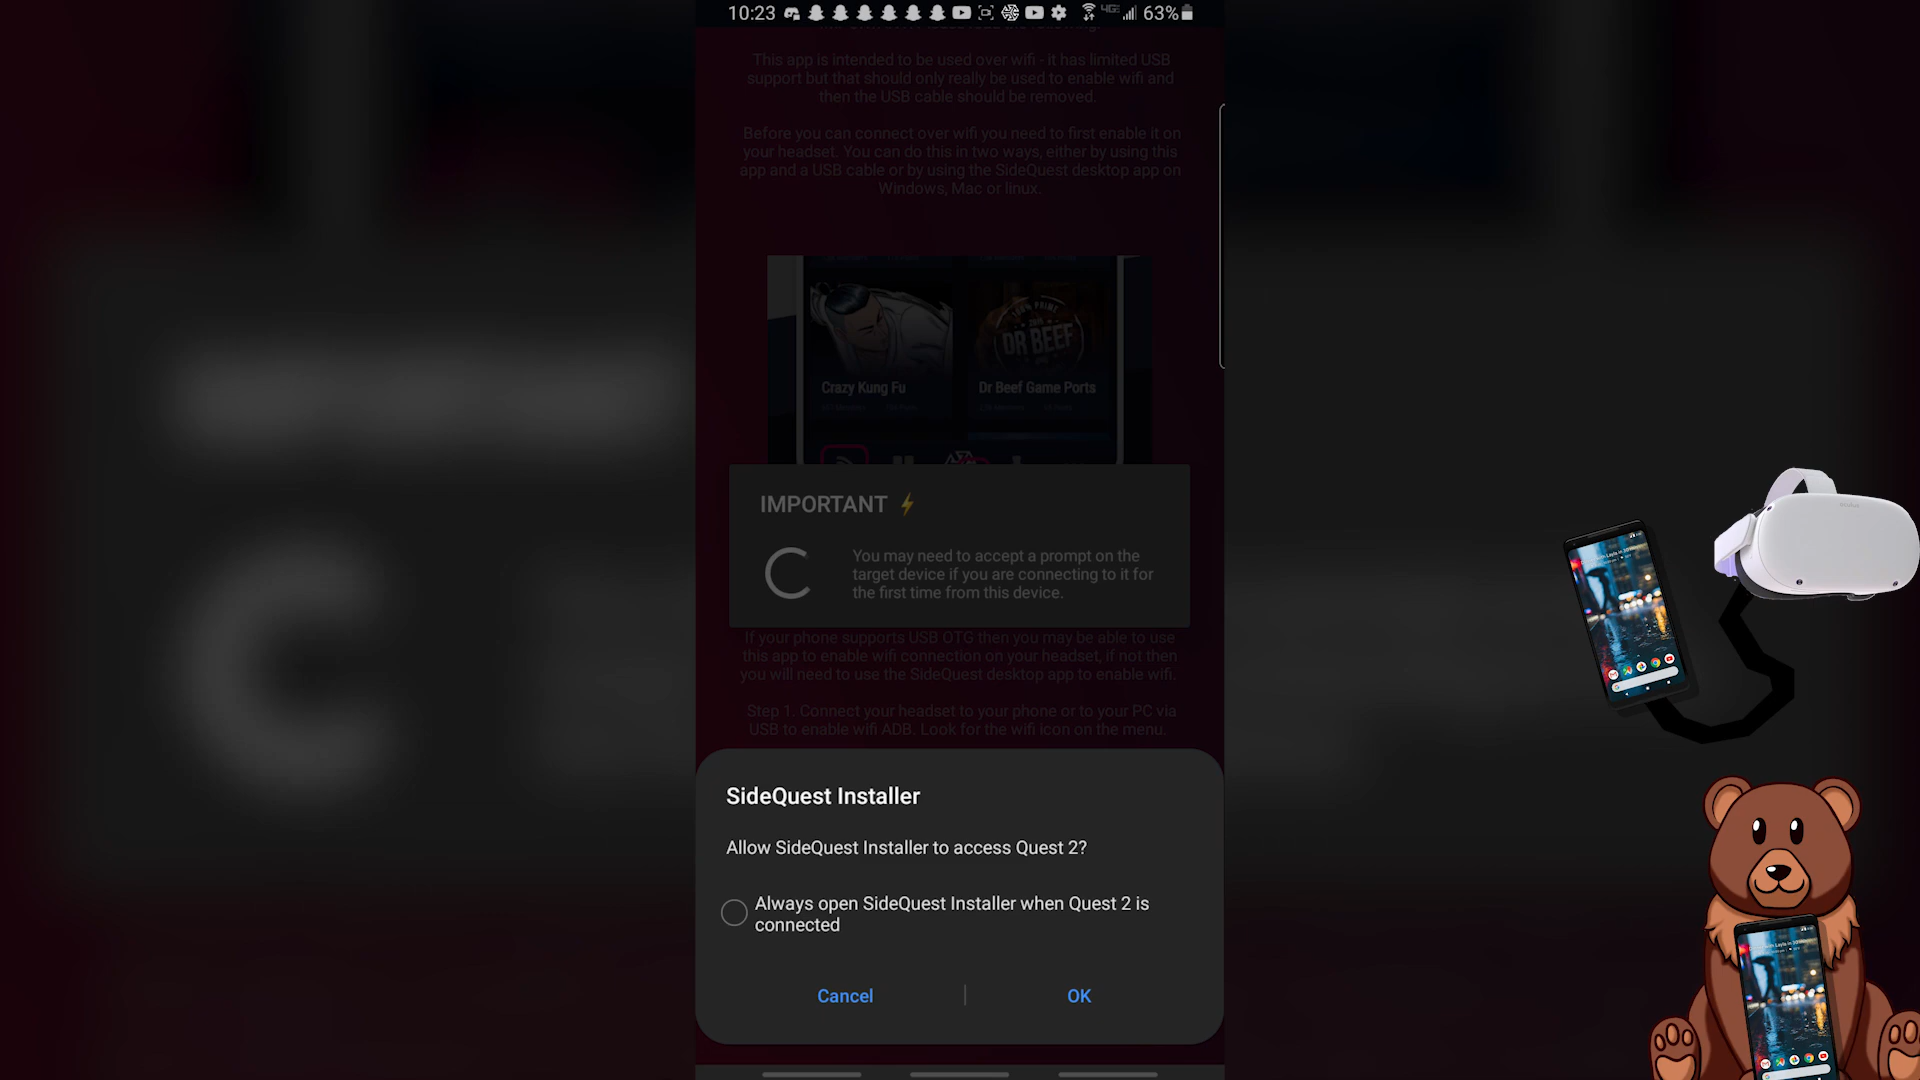 10:23
4GE
63%
This app is intended to be used over wifi - it has limited USB
support but that should only really be used to enable wifi and
then the USB cable should be removed.
Before you can connect over wifi you need to first enable it on
your headset. You can do this in two ways, either by using this
app and a USB cable or by using the SideQuest desktop app on
Windows, Mac or linux.
DR BEEF
Crazy Kung Fu
Dr Beef Game Ports
IMPORTANT ⚡
You may need to accept a prompt on the
target device if you are connecting to it for
the first time from this device.
If your phone supports USB OTG then you may be able to use
this app to enable wifi connection on your headset, if not then
you will need to use the SideQuest desktop app to enable wifi.
Step 1. Connect your headset to your phone or to your PC via
USB to enable wifi ADB. Look for the wifi icon on the menu.
SideQuest Installer
Allow SideQuest Installer to access Quest 2?
Always open SideQuest Installer when Quest 2 is
connected
Cancel
OK